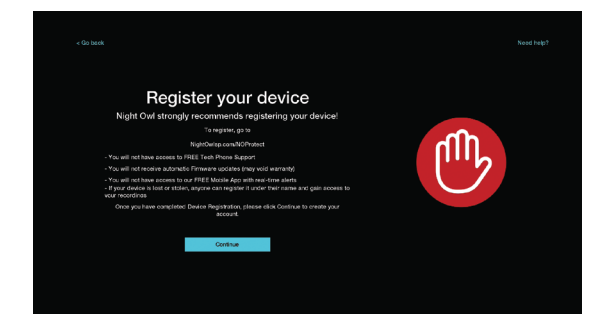 < Go back
Need help?
Register your device
Night Owl strongly recommends registering your device!
To register, go to
NightOwlsp.com/NOProtect
- You will not have access to FREE Tech Phone Support
- You will not receive automatic Firmware updates (may void warranty)
- You will not have access to our FREE Mobile App with real-time alerts
- If your device is lost or stolen, anyone can register it under their name and gain access to
your recordings
Once you have completed Device Registration, please click Continue to create your
account.
Continue